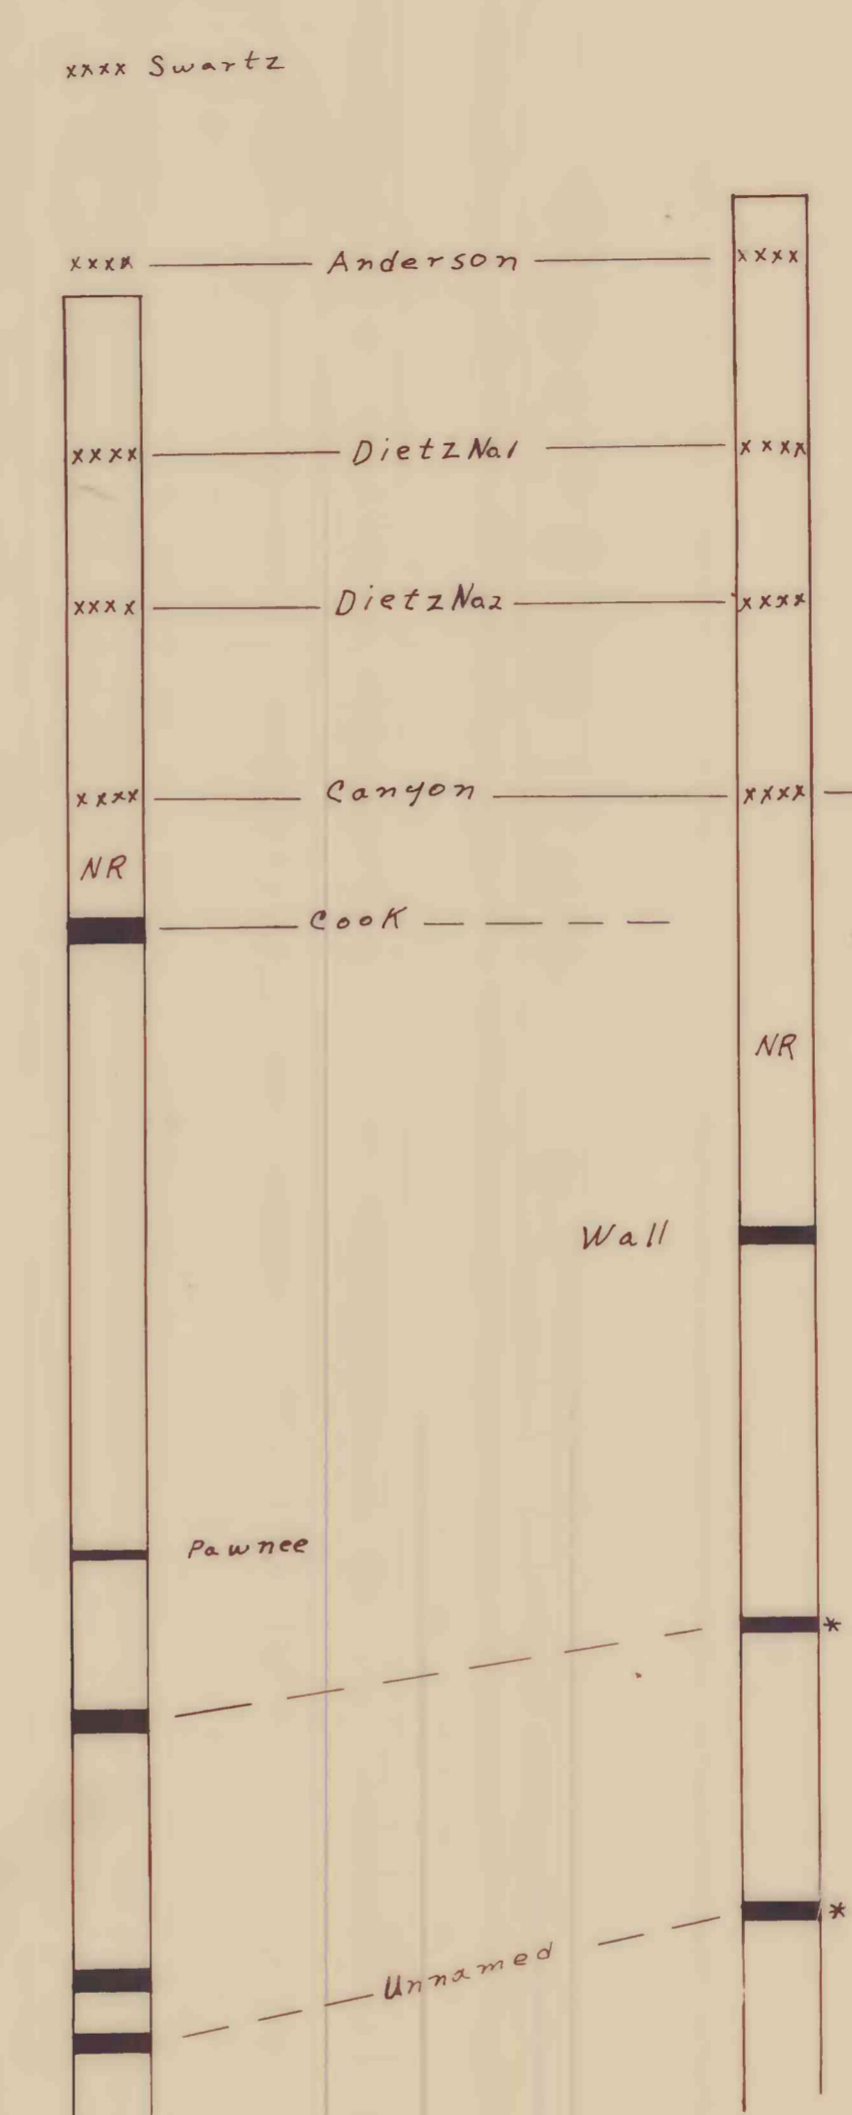 xxxx Swartz
xxxx Anderson xxxx
xxxx Dietz No1 xxxx
xxxx Dietz No2 xxxx
xxxx Canyon xxxx
NR
Cook
NR
Wall
Pawnee
*
*
Unnamed